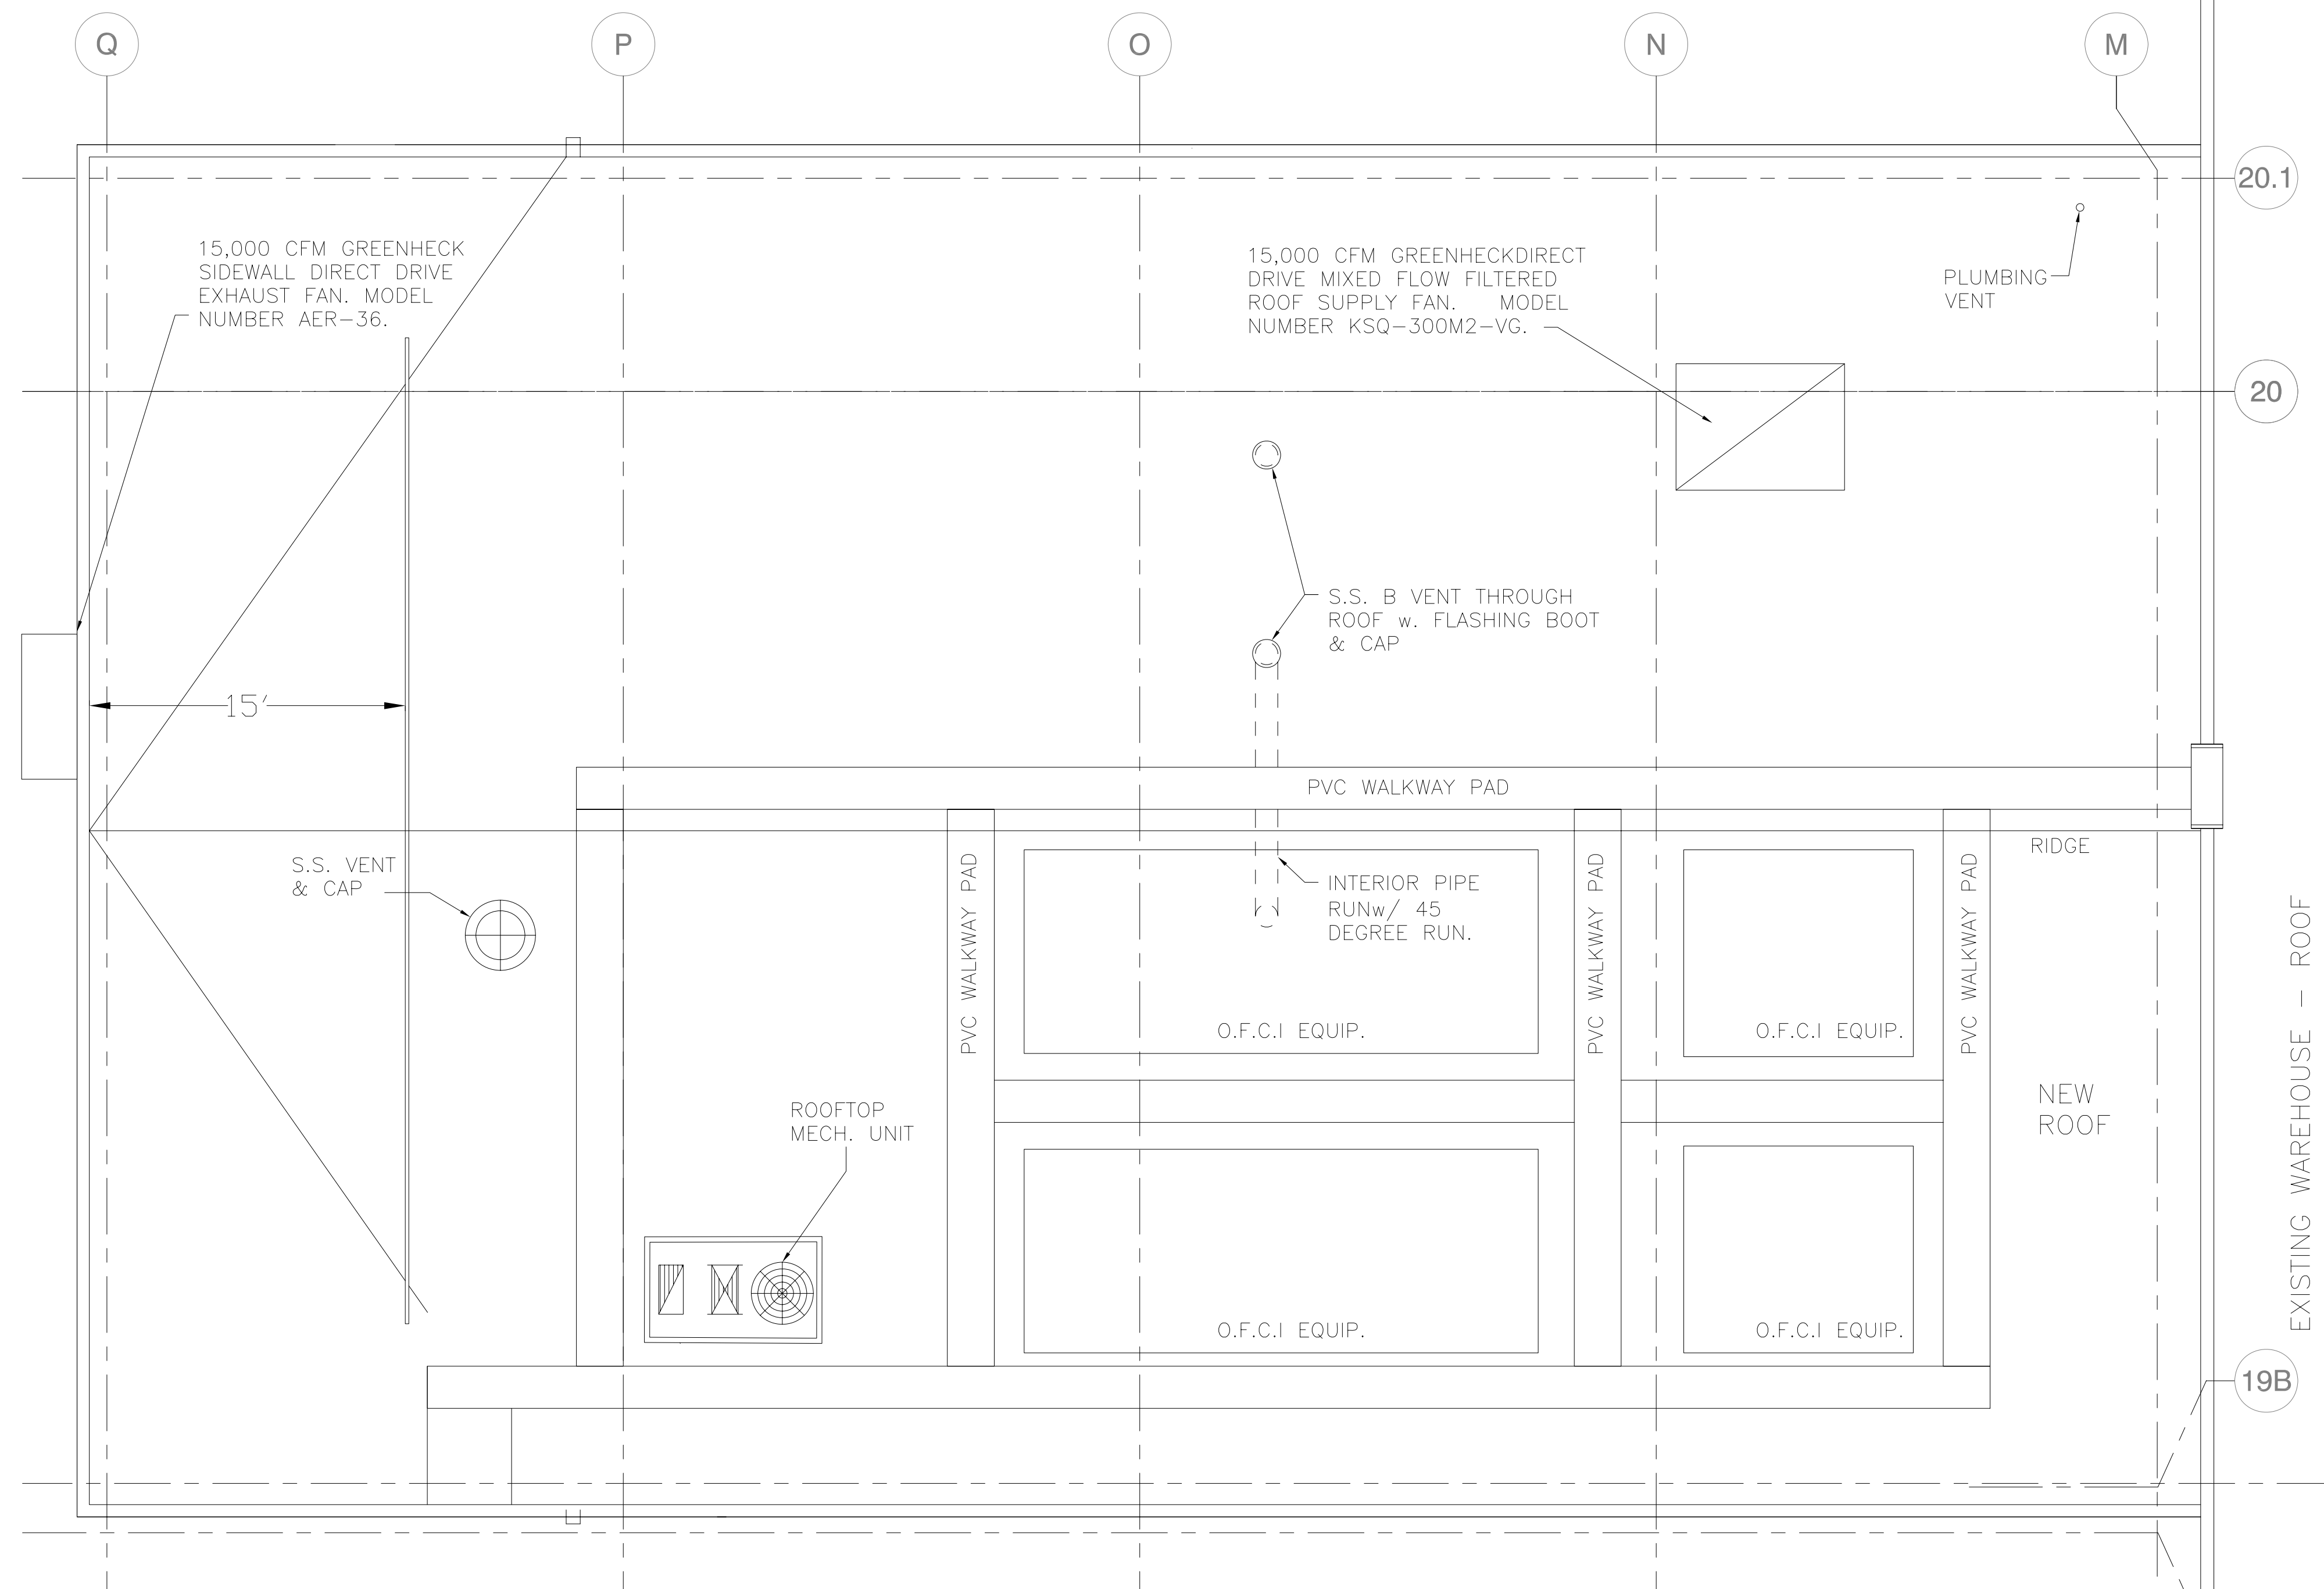 Q
P
O
N
M
20.1
15,000 CFM GREENHECK
SIDEWALL DIRECT DRIVE
EXHAUST FAN. MODEL
NUMBER AER-36.
15,000 CFM GREENHECKDIRECT
DRIVE MIXED FLOW FILTERED
ROOF SUPPLY FAN. MODEL
NUMBER KSQ-300M2-VG.
PLUMBING
VENT
20
S.S. B VENT THROUGH
ROOF w. FLASHING BOOT
& CAP
15'
PVC WALKWAY PAD
RIDGE
S.S. VENT
& CAP
PVC WALKWAY PAD
INTERIOR PIPE
RUNw/ 45
DEGREE RUN.
PVC WALKWAY PAD
PVC WALKWAY PAD
O.F.C.I EQUIP.
O.F.C.I EQUIP.
NEW
ROOF
EXISTING WAREHOUSE - ROOF
ROOFTOP
MECH. UNIT
O.F.C.I EQUIP.
O.F.C.I EQUIP.
19B